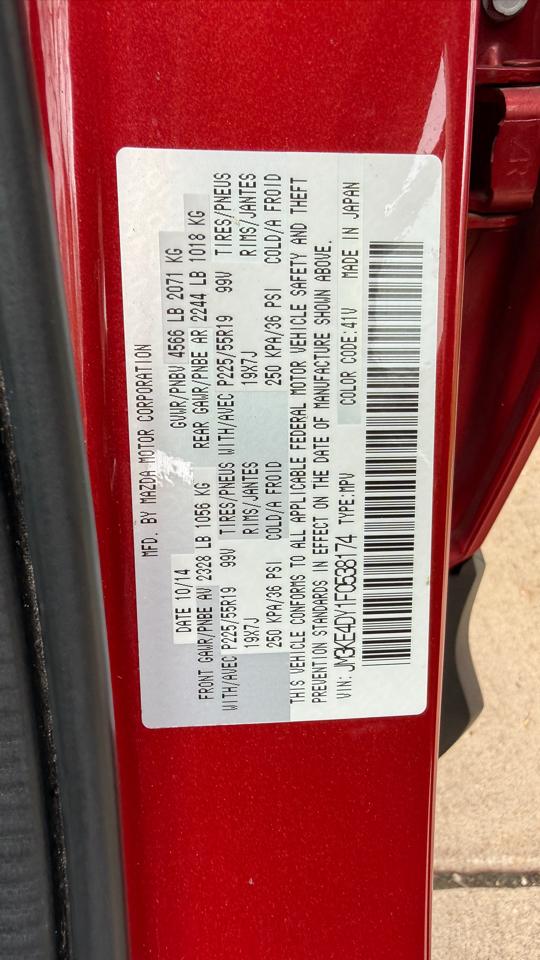 MFD. BY MAZDA MOTOR CORPORATION
DATE 10/14 GVWR/PNBV 4566 LB 2071 KG
FRONT GAWR/PNBE AV 2328 LB 1056 KG REAR GAWR/PNBE AR 2244 LB 1018 KG
WITH/AVEC P225/55R19 99V TIRES/PNEUS WITH/AVEC P225/55R19 99V TIRES/PNEUS
19X7J RIMS/JANTES 19X7J RIMS/JANTES
250 KPA/36 PSI COLD/A FROID 250 KPA/36 PSI COLD/A FROID
THIS VEHICLE CONFORMS TO ALL APPLICABLE FEDERAL MOTOR VEHICLE SAFETY AND THEFT
PREVENTION STANDARDS IN EFFECT ON THE DATE OF MANUFACTURE SHOWN ABOVE.
VIN: JM3KE4DY1F0538174 TYPE:MPV COLOR CODE:41V MADE IN JAPAN